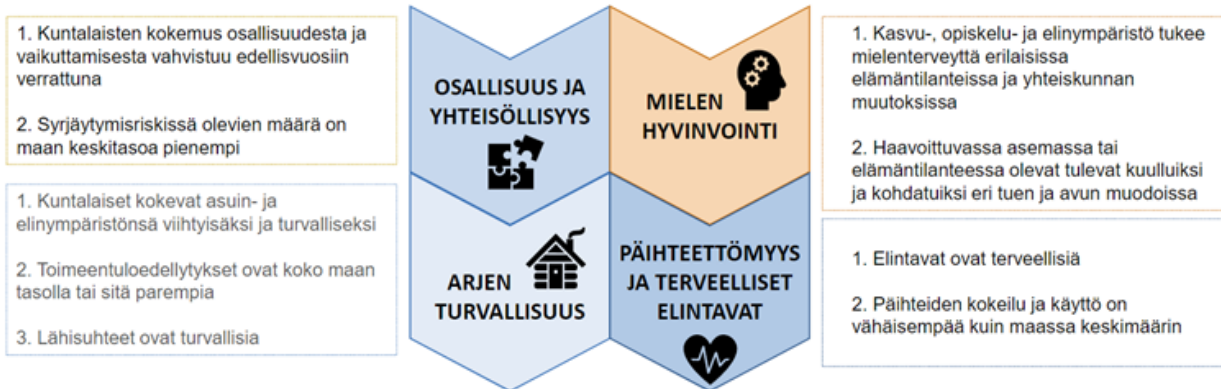 1. Kuntalaisten kokemus osallisuudesta ja
vaikuttamisesta vahvistuu edellisvuosiin
verrattuna
2. Syrjäytymisriskissä olevien määrä on
maan keskitasoa pienempi
OSALLISUUS JA
YHTEISÖLLISYYS
MIELEN
HYVINVOINTI
1. Kasvu-, opiskelu- ja elinympäristö tukee
mielenterveyttä erilaisissa
elämäntilanteissa ja yhteiskunnan
muutoksissa
2. Haavoittuvassa asemassa tai
elämäntilanteessa olevat tulevat kuulluiksi
ja kohdatuiksi eri tuen ja avun muodoissa
1. Kuntalaiset kokevat asuin- ja
elinympäristönsä viihtyisäksi ja turvalliseksi
2. Toimeentuloedellytykset ovat koko maan
tasolla tai sitä parempia
3. Lähisuhteet ovat turvallisia
ARJEN
TURVALLISUUS
PÄIHTEETTÖMYYS
JA TERVEELLISET
ELINTAVAT
1. Elintavat ovat terveellisiä
2. Päihteiden kokeilu ja käyttö on
vähäisempää kuin maassa keskimäärin